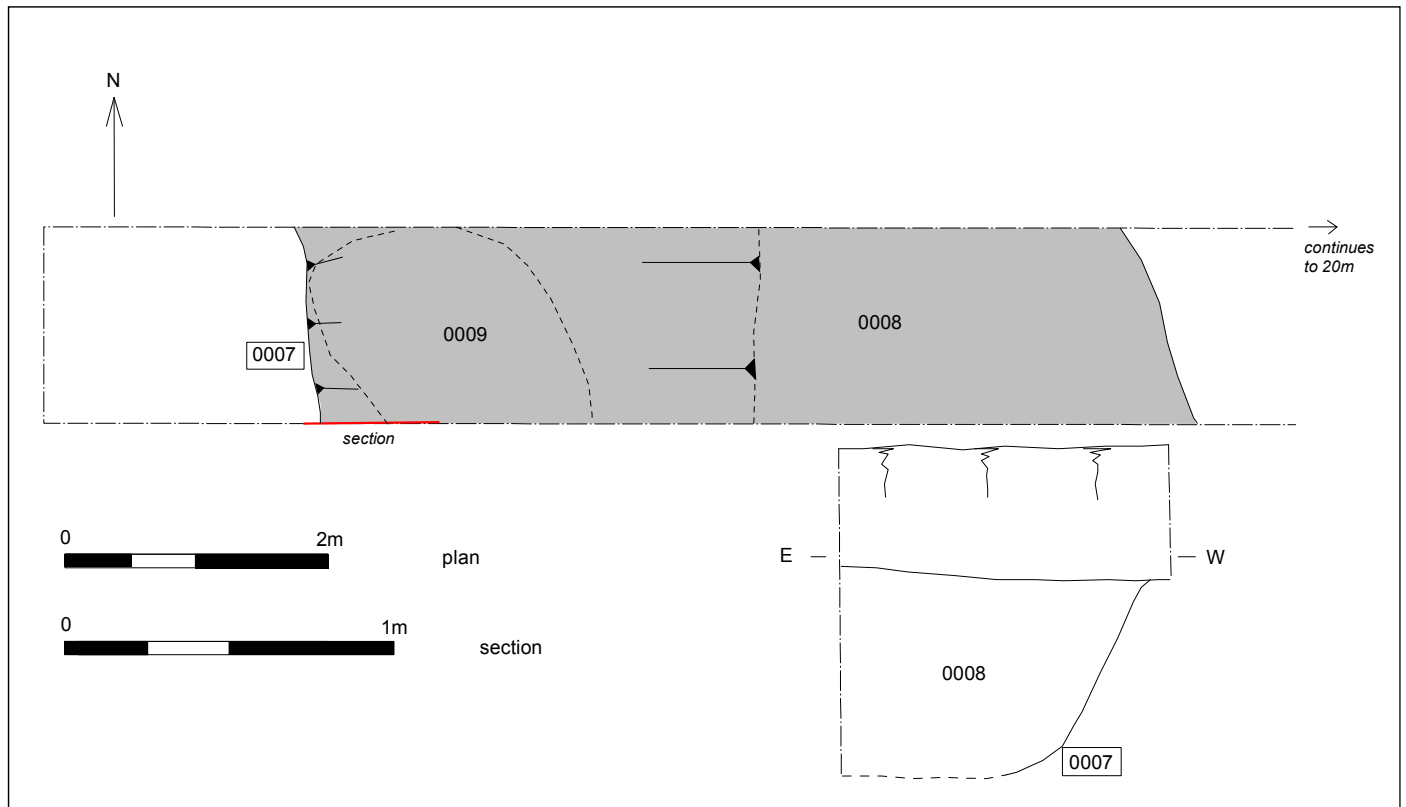 N
continues
to 20m
0008
0009
0007
section
0
2m
plan
E
W
0
1m
section
0008
0007